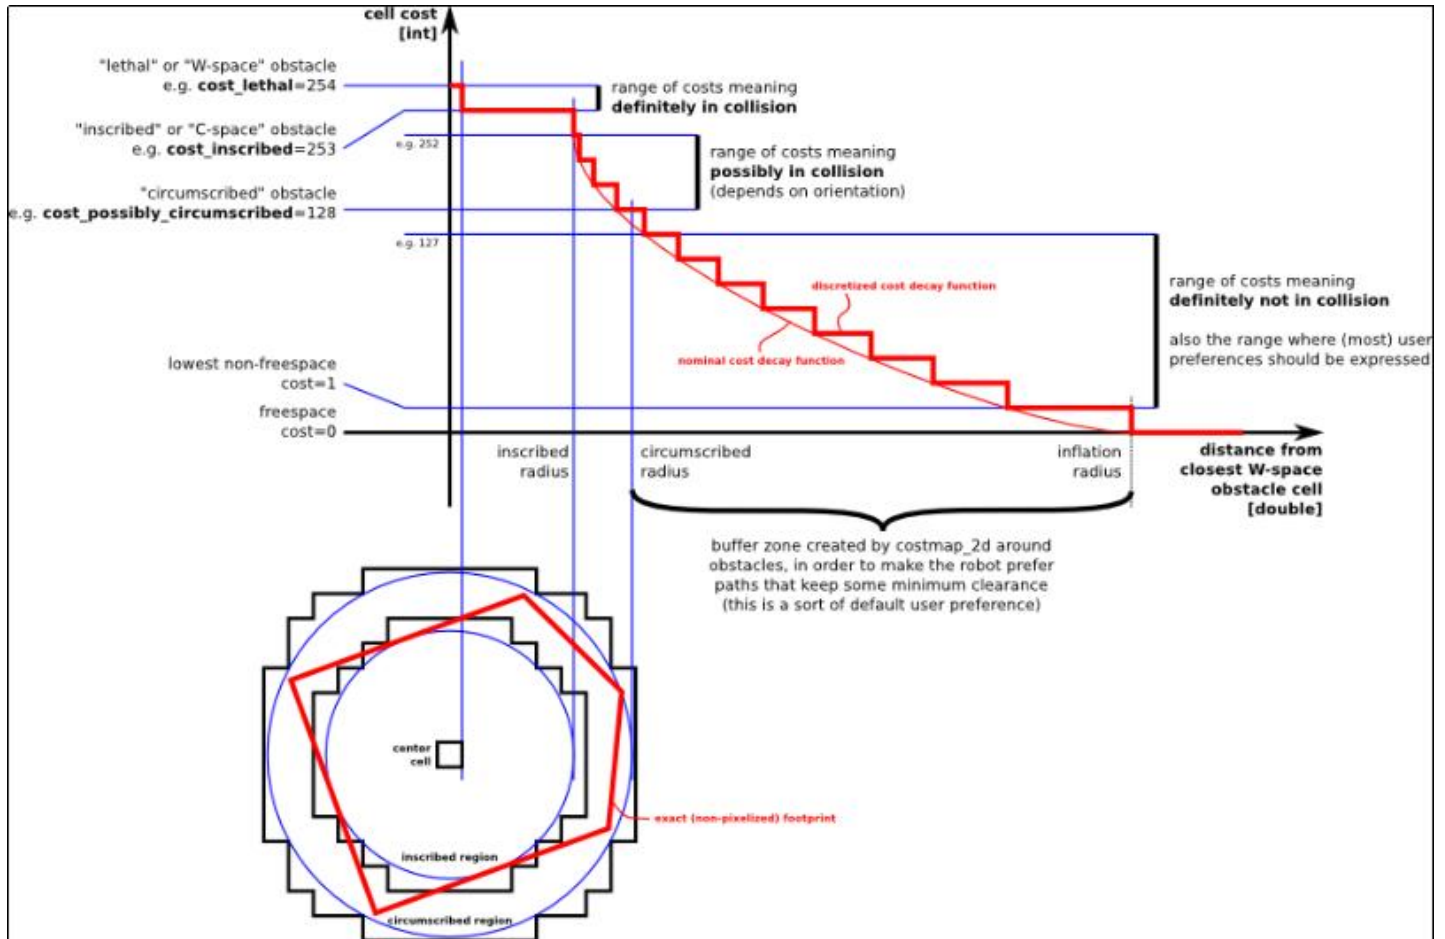 cell cost
[int]
"lethal" or "W-space" obstacle
e.g. cost_lethal=254
range of costs meaning
definitely in collision
"inscribed" or "C-space" obstacle
e.g. cost_inscribed=253
e.g. 252
range of costs meaning
possibly in collision
(depends on orientation)
"circumscribed" obstacle
e.g. cost_possibly_circumscribed=128
e.g. 127
range of costs meaning
definitely not in collision
also the range where (most) user
preferences should be expressed
discretized cost decay function
nominal cost decay function
lowest non-freespace
cost=1
freespace
cost=0
inscribed
radius
circumscribed
radius
inflation
radius
distance from
closest W-space
obstacle cell
[double]
buffer zone created by costmap_2d around
obstacles, in order to make the robot prefer
paths that keep some minimum clearance
(this is a sort of default user preference)
center
cell
exact (non-pixelized) footprint
inscribed region
circumscribed region